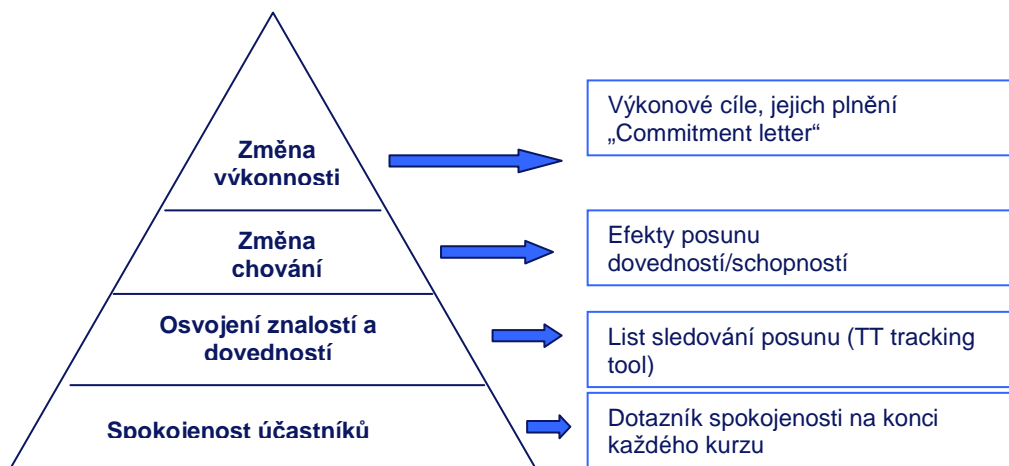 Změna
výkonnosti
Výkonové cíle, jejich plnění
„Commitment letter“
Změna
chování
Efekty posunu
dovedností/schopností
Osvojení znalostí a
dovedností
List sledování posunu (TT tracking
tool)
Spokojenost účastníků
Dotazník spokojenosti na konci
každého kurzu